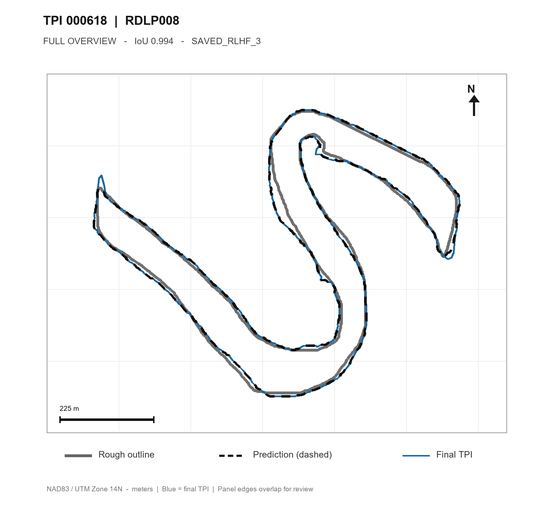 TPI 000618 | RDLP008
FULL OVERVIEW - IoU 0.994 - SAVED_RLHF_3
N
225 m
Rough outline
Prediction (dashed)
Final TPI
NAD83 / UTM Zone 14N - meters | Blue = final TPI | Panel edges overlap for review